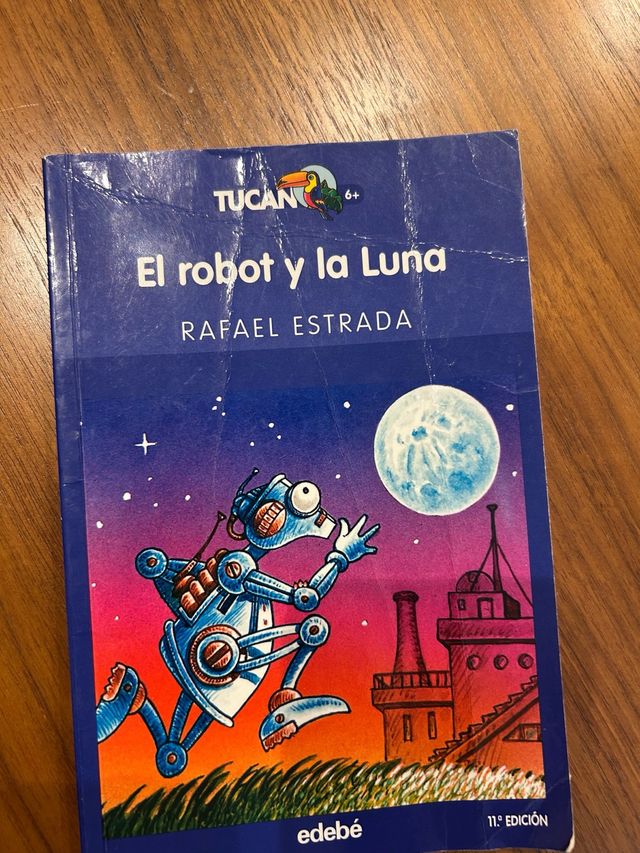 TUCAN 6+
El robot y la Luna
RAFAEL ESTRADA
edebé
11.ª EDICIÓN